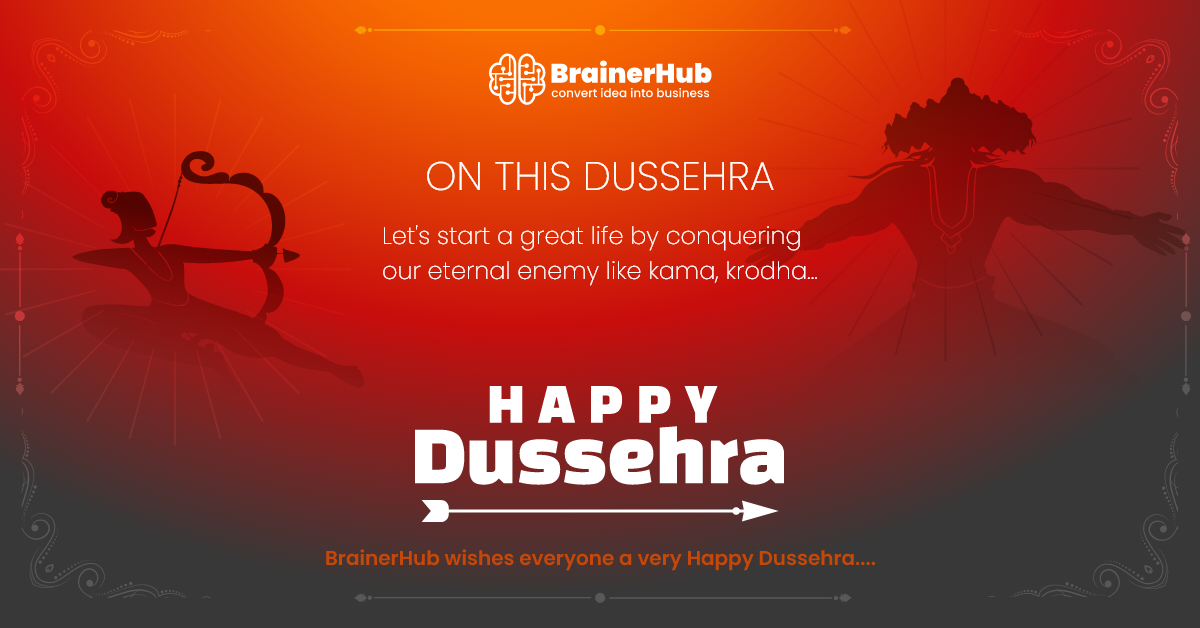 BrainerHub
convert idea into business
ON THIS DUSSEHRA
Let's start a great life by conquering
our eternal enemy like kama, krodha...
HAPPY
Dussehra
BrainerHub wishes everyone a very Happy Dussehra....